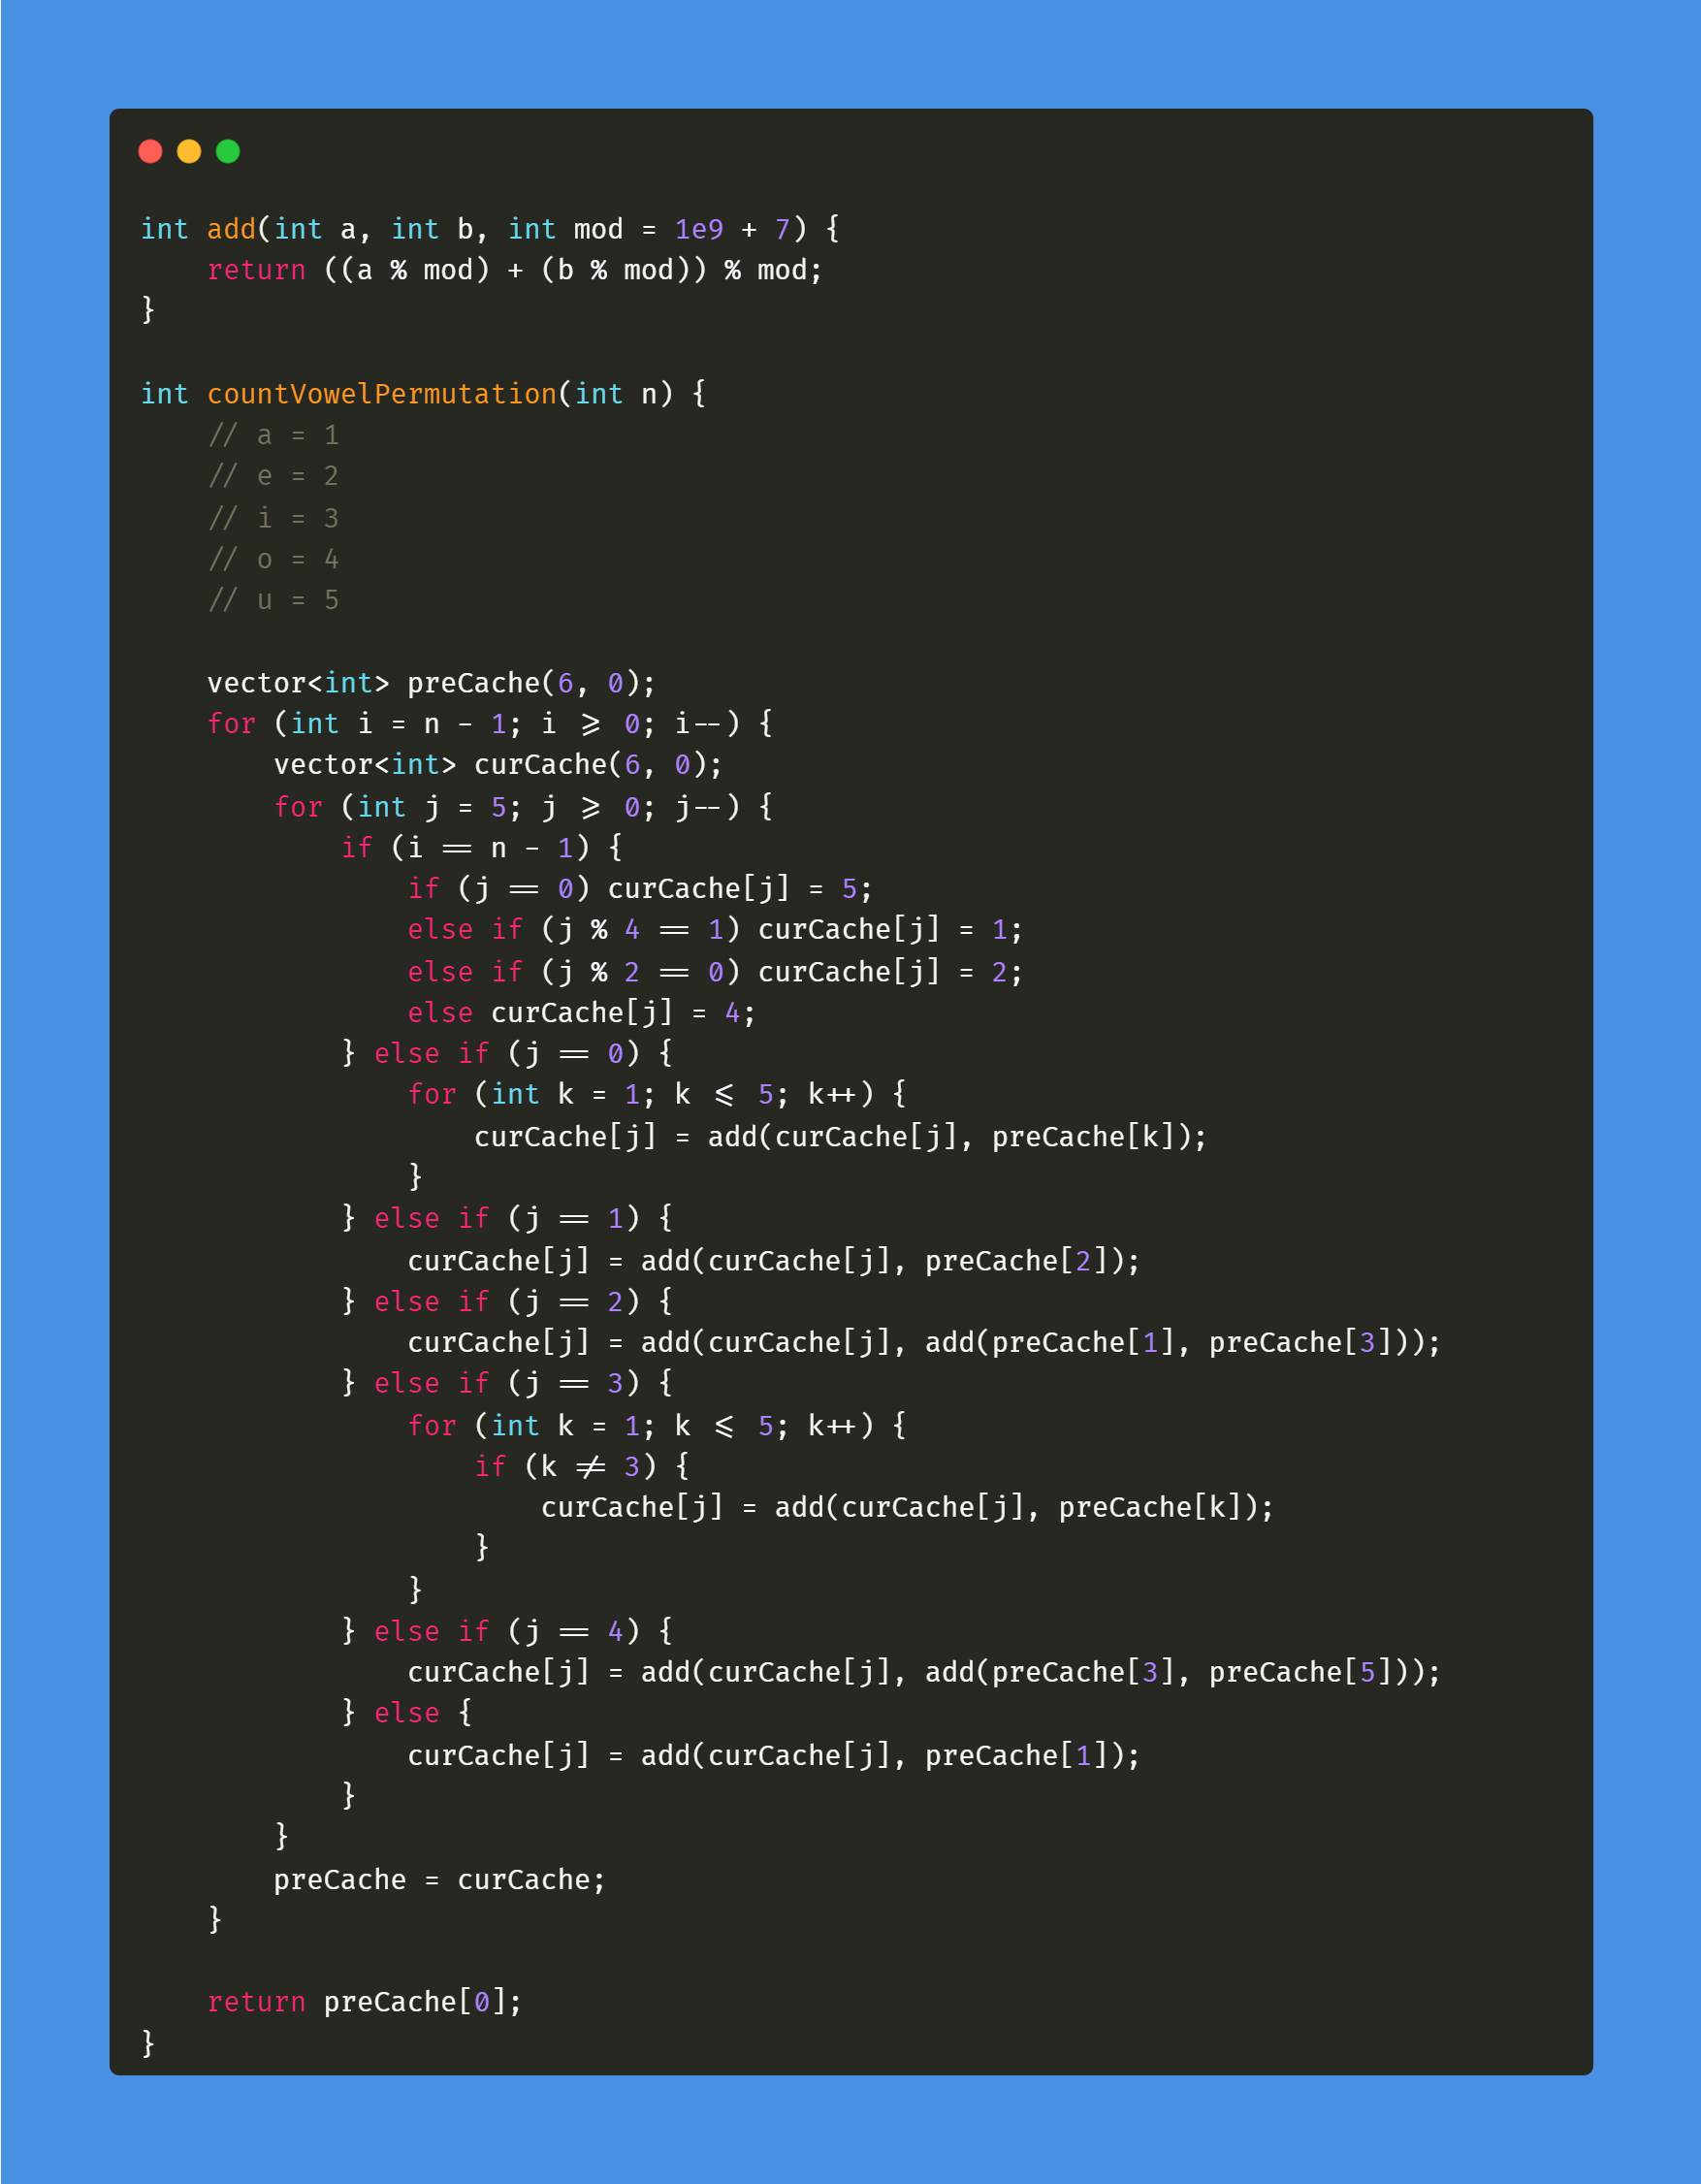 int add(int a, int b, int mod = 1e9 + 7) {
    return ((a % mod) + (b % mod)) % mod;
}

int countVowelPermutation(int n) {
    // a = 1
    // e = 2
    // i = 3
    // o = 4
    // u = 5

    vector<int> preCache(6, 0);
    for (int i = n - 1; i >= 0; i--) {
        vector<int> curCache(6, 0);
        for (int j = 5; j >= 0; j--) {
            if (i == n - 1) {
                if (j == 0) curCache[j] = 5;
                else if (j % 4 == 1) curCache[j] = 1;
                else if (j % 2 == 0) curCache[j] = 2;
                else curCache[j] = 4;
            } else if (j == 0) {
                for (int k = 1; k <= 5; k++) {
                    curCache[j] = add(curCache[j], preCache[k]);
                }
            } else if (j == 1) {
                curCache[j] = add(curCache[j], preCache[2]);
            } else if (j == 2) {
                curCache[j] = add(curCache[j], add(preCache[1], preCache[3]));
            } else if (j == 3) {
                for (int k = 1; k <= 5; k++) {
                    if (k != 3) {
                        curCache[j] = add(curCache[j], preCache[k]);
                    }
                }
            } else if (j == 4) {
                curCache[j] = add(curCache[j], add(preCache[3], preCache[5]));
            } else {
                curCache[j] = add(curCache[j], preCache[1]);
            }
        }
        preCache = curCache;
    }

    return preCache[0];
}